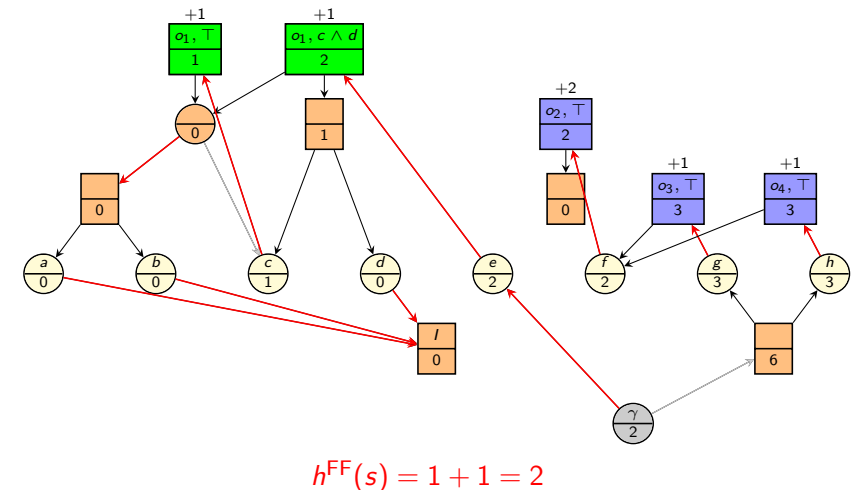 +1 +1
o₁, ⊤ o₁, c ∧ d
1 2
+2
o₂, ⊤
2
0
1
+1 +1
o₃, ⊤ o₄, ⊤
3 3
0
0
a b c d e f g h
0 0 1 0 2 2 3 3
I
0
6
γ
2
h^FF(s) = 1 + 1 = 2